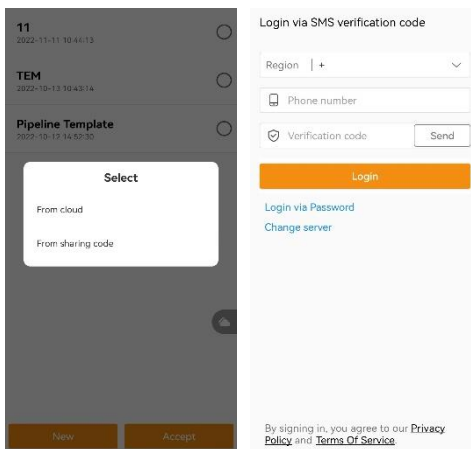 11
2022-11-11 10:44:13
TEM
2022-10-13 10:43:14
Pipeline Template
2022-10-12 14:52:30
Select
From cloud
From sharing code
New
Accept
Login via SMS verification code
Region | +
Phone number
Verification code
Send
Login
Login via Password
Change server
By signing in, you agree to our Privacy
Policy and Terms Of Service.